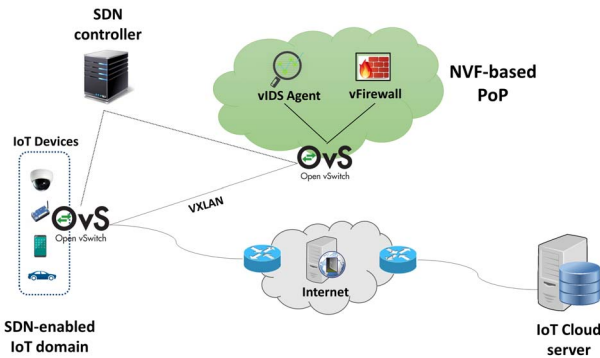 SDN
controller
vIDS Agent
vFirewall
NVF-based
PoP
IoT Devices
OvS
Open vSwitch
OvS
Open vSwitch
VXLAN
Internet
SDN-enabled
IoT domain
IoT Cloud
server